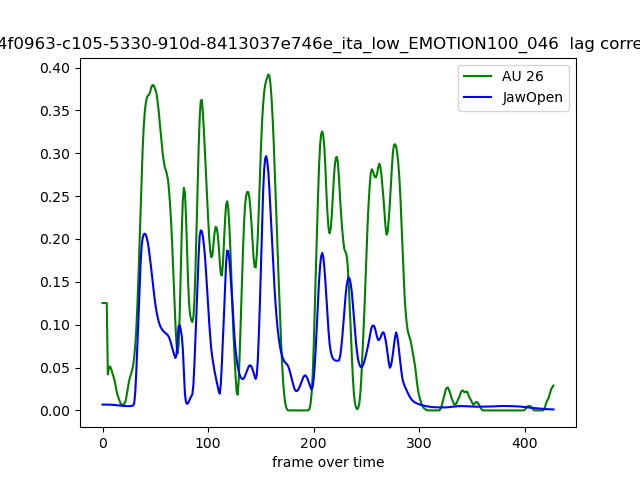 4f0963-c105-5330-910d-8413037e746e_ita_low_EMOTION100_046 lag corre
AU 26
JawOpen
0.40
0.35
0.30
0.25
0.20
0.15
0.10
0.05
0.00
0 100 200 300 400
frame over time